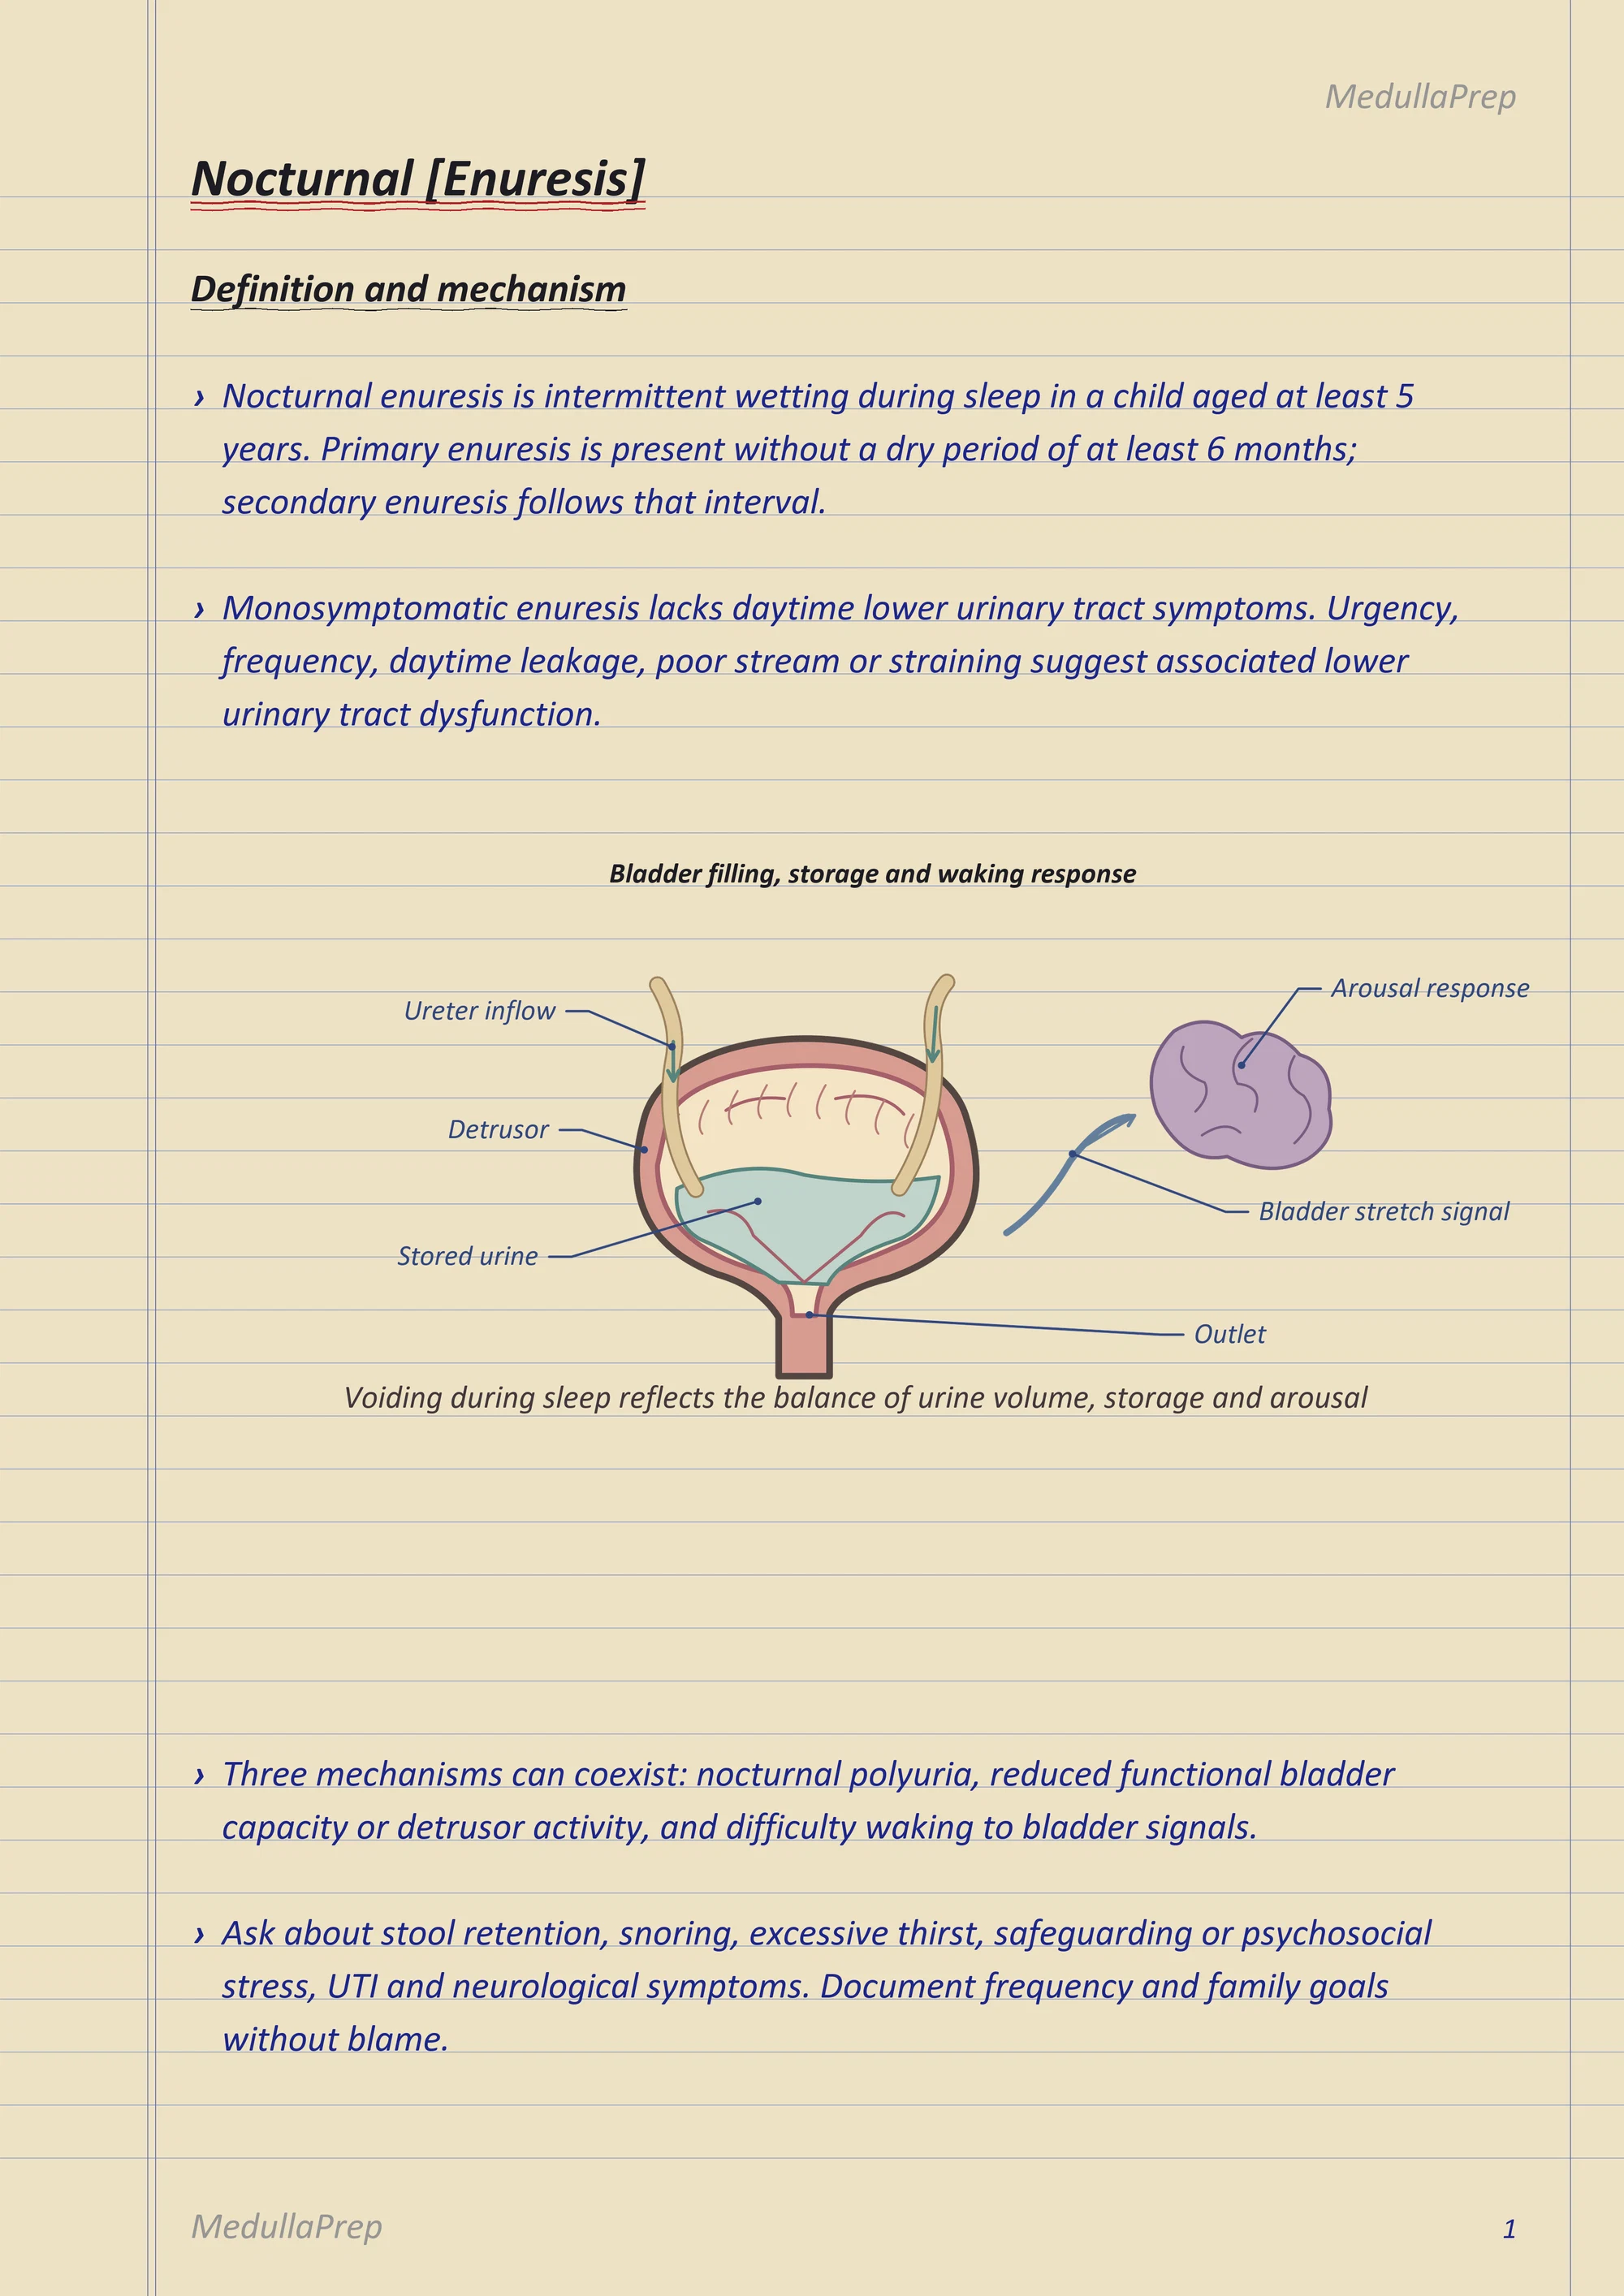 MedullaPrep
Nocturnal [Enuresis]
Definition and mechanism
› Nocturnal enuresis is intermittent wetting during sleep in a child aged at least 5
years. Primary enuresis is present without a dry period of at least 6 months;
secondary enuresis follows that interval.
› Monosymptomatic enuresis lacks daytime lower urinary tract symptoms. Urgency,
frequency, daytime leakage, poor stream or straining suggest associated lower
urinary tract dysfunction.
Bladder filling, storage and waking response
Arousal response
Ureter inflow
Detrusor
Bladder stretch signal
Stored urine
Outlet
Voiding during sleep reflects the balance of urine volume, storage and arousal
› Three mechanisms can coexist: nocturnal polyuria, reduced functional bladder
capacity or detrusor activity, and difficulty waking to bladder signals.
› Ask about stool retention, snoring, excessive thirst, safeguarding or psychosocial
stress, UTI and neurological symptoms. Document frequency and family goals
without blame.
MedullaPrep
1